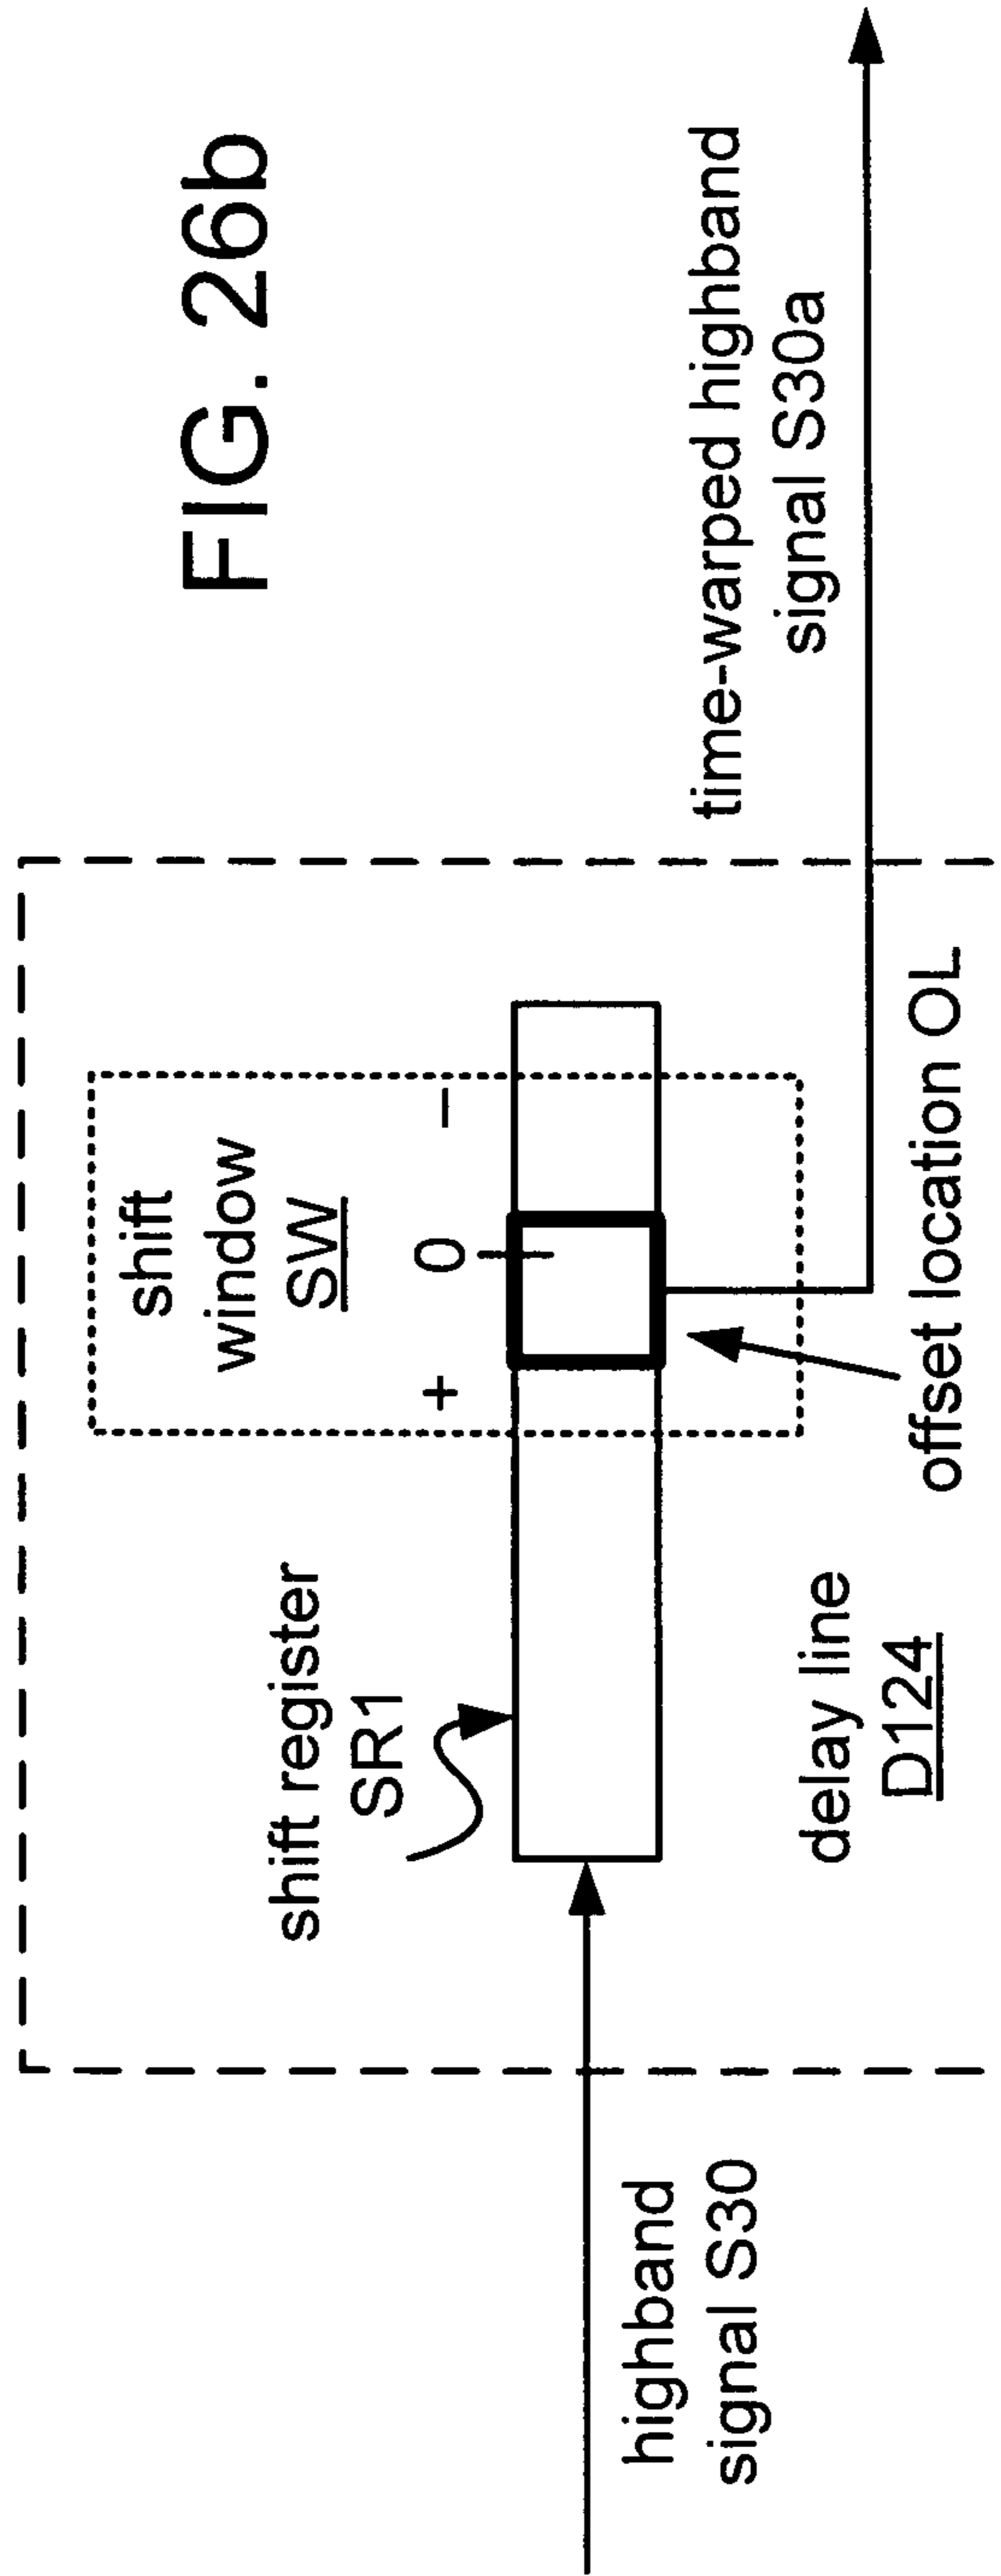 FIG. 26b
shift
window
SW
+ 0 −
shift register
SR1
highband
signal S30
delay line
D124
offset location OL
time-warped highband
signal S30a